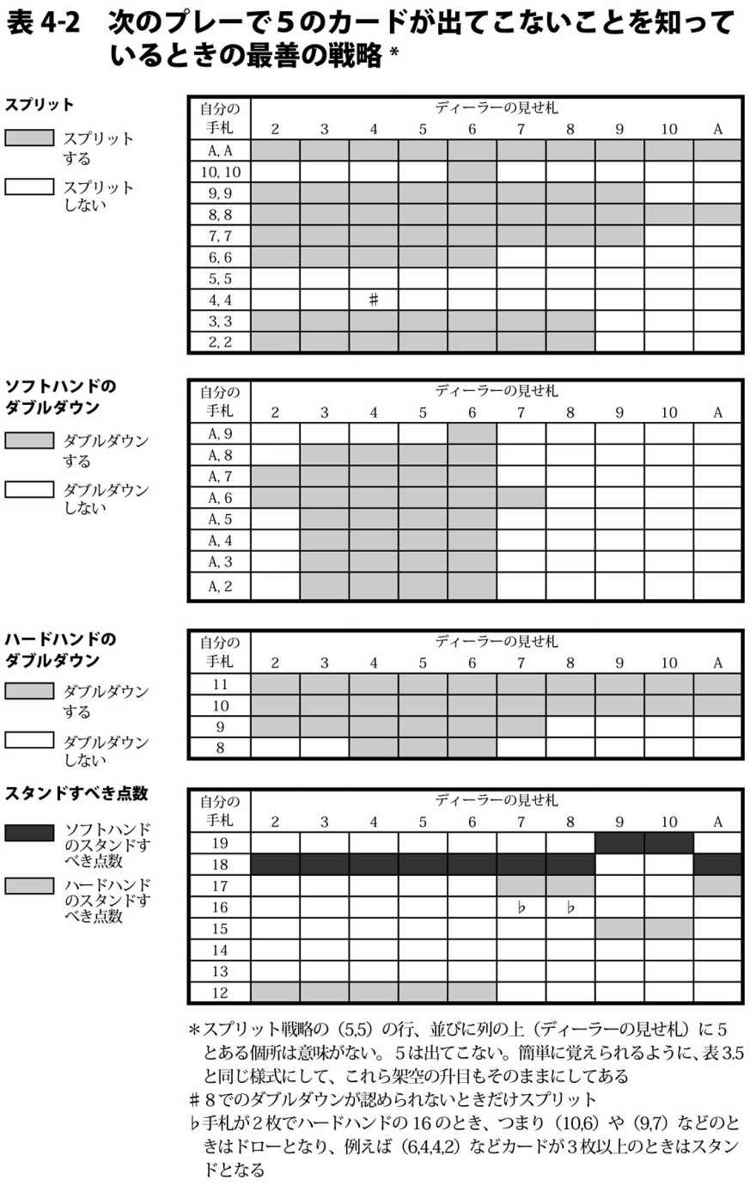 表 4-2　次のプレーで5のカードが出てこないことを知って
いるときの最善の戦略*
スプリット
スプリット
する
スプリット
しない
自分の
手札
ディーラーの見せ札
2 3 4 5 6 7 8 9 10 A
A, A
10, 10
9, 9
8, 8
7, 7
6, 6
5, 5
4, 4 ♯
3, 3
2, 2
ソフトハンドの
ダブルダウン
ダブルダウン
する
ダブルダウン
しない
自分の
手札
ディーラーの見せ札
2 3 4 5 6 7 8 9 10 A
A, 9
A, 8
A, 7
A, 6
A, 5
A, 4
A, 3
A, 2
ハードハンドの
ダブルダウン
ダブルダウン
する
ダブルダウン
しない
自分の
手札
ディーラーの見せ札
2 3 4 5 6 7 8 9 10 A
11
10
9
8
スタンドすべき点数
ソフトハンド
のスタンドす
べき点数
ハードハンド
のスタンドす
べき点数
自分の
手札
ディーラーの見せ札
2 3 4 5 6 7 8 9 10 A
19
18
17
16 ♭ ♭
15
14
13
12
＊スプリット戦略の（5,5）の行、並びに列の上（ディーラーの見せ札）に5
とある個所は意味がない。5は出てこない。簡単に覚えられるように、表3.5
と同じ様式にして、これら架空の升目もそのままにしてある
♯8でのダブルダウンが認められないときだけスプリット
♭手札が2枚でハードハンドの16のとき、つまり（10,6）や（9,7）などのと
きはドローとなり、例えば（6,4,4,2）などカードが3枚以上のときはスタン
ドとなる